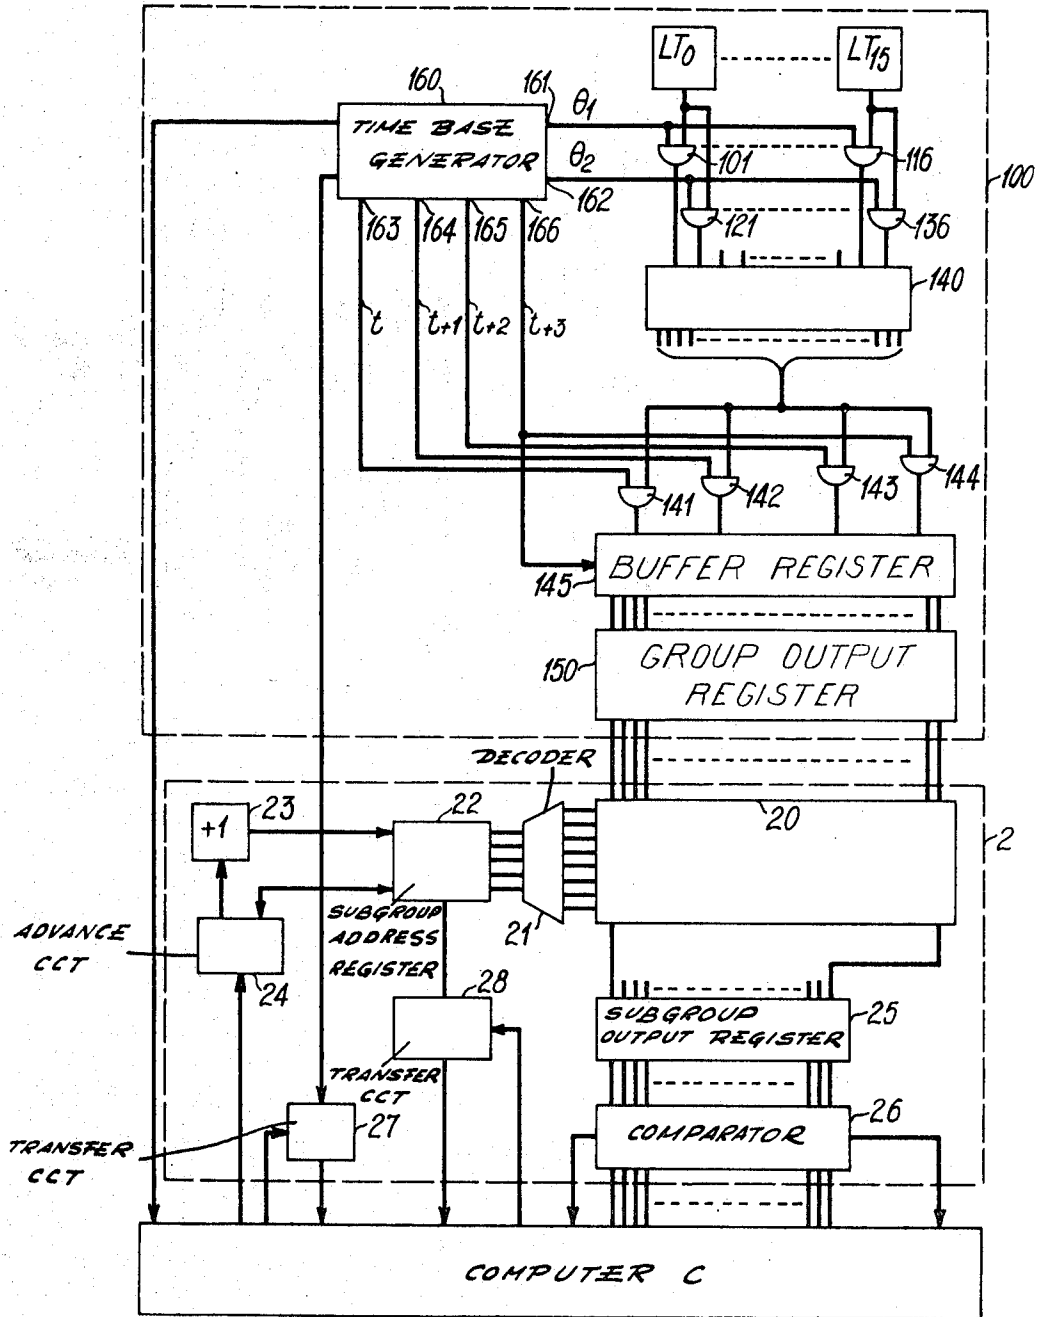 LT0
LT15
160
161
θ1
TIME BASE
GENERATOR
θ2
162
101
116
100
163
164
165
166
121
136
140
t
t+1
t+2
t+3
141
142
143
144
145
BUFFER REGISTER
150
GROUP OUTPUT
REGISTER
DECODER
23
+1
22
20
2
21
SUBGROUP
ADDRESS
REGISTER
ADVANCE
CCT
24
28
SUBGROUP
OUTPUT REGISTER
25
TRANSFER
CCT
26
COMPARATOR
27
TRANSFER
CCT
COMPUTER C